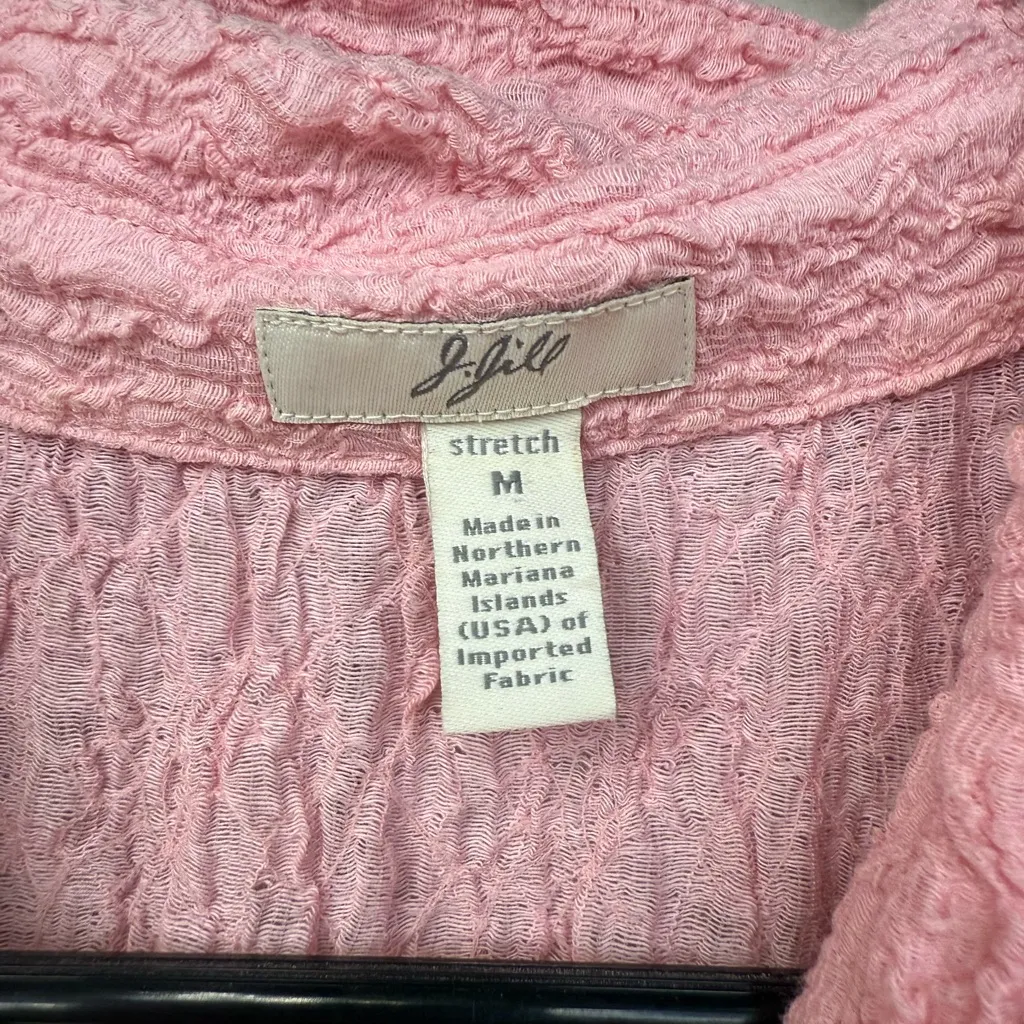 J.Jill
stretch
M
Made in
Northern
Mariana
Islands
(USA) of
Imported
Fabric